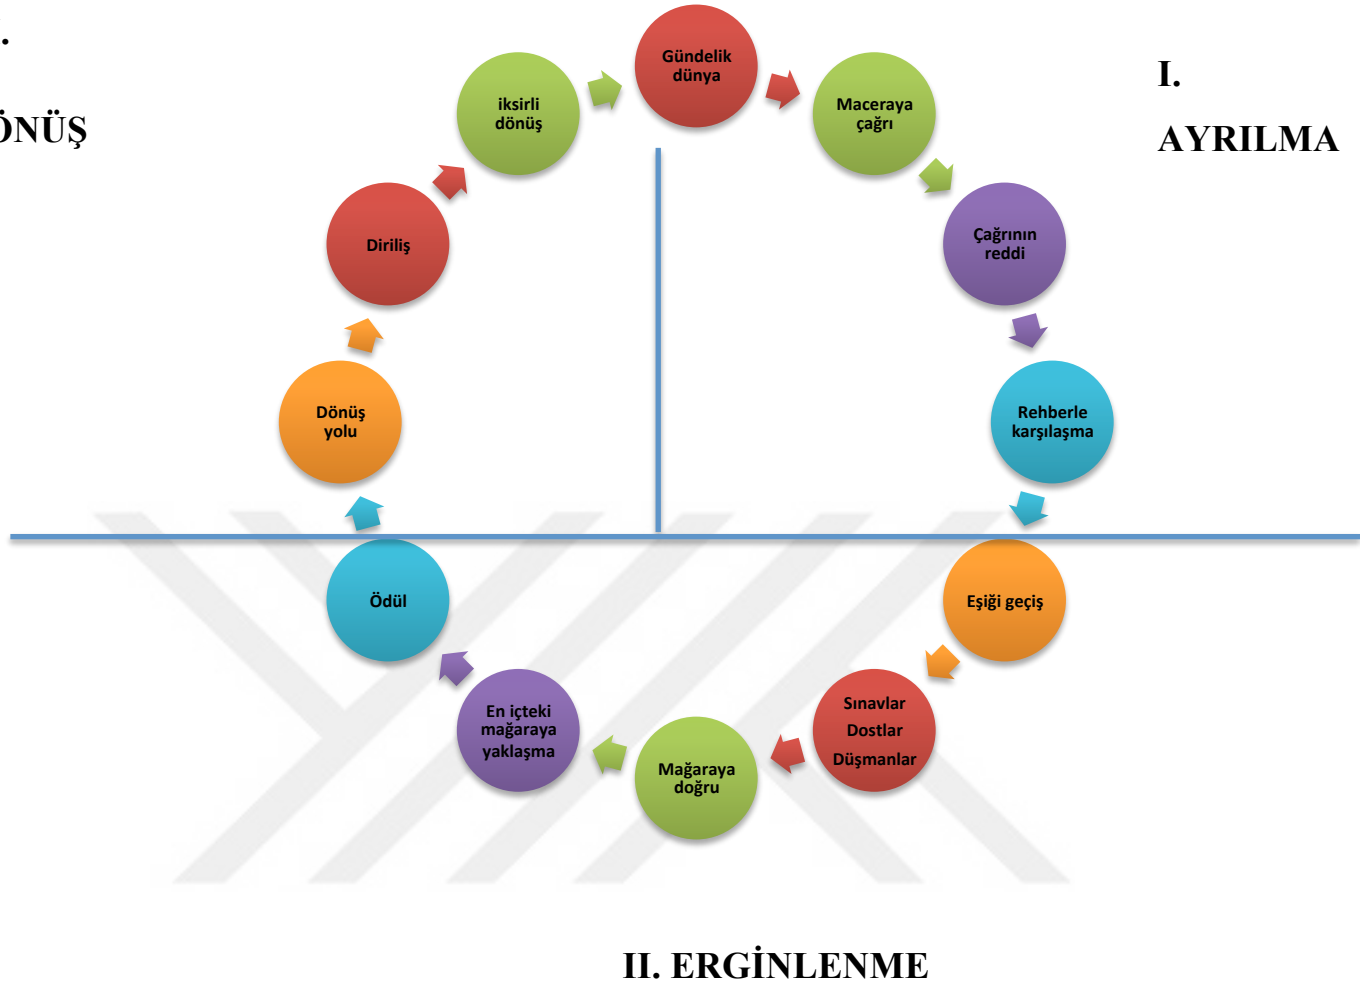 Gündelik
dünya
Maceraya
çağrı
Çağrının
reddi
Rehberle
karşılaşma
Eşiği geçiş
Sınavlar
Dostlar
Düşmanlar
Mağaraya
doğru
En içteki
mağaraya
yaklaşma
Ödül
Dönüş
yolu
Diriliş
iksirli
dönüş
I.
AYRILMA
II. ERGİNLENME
ÖNÜŞ